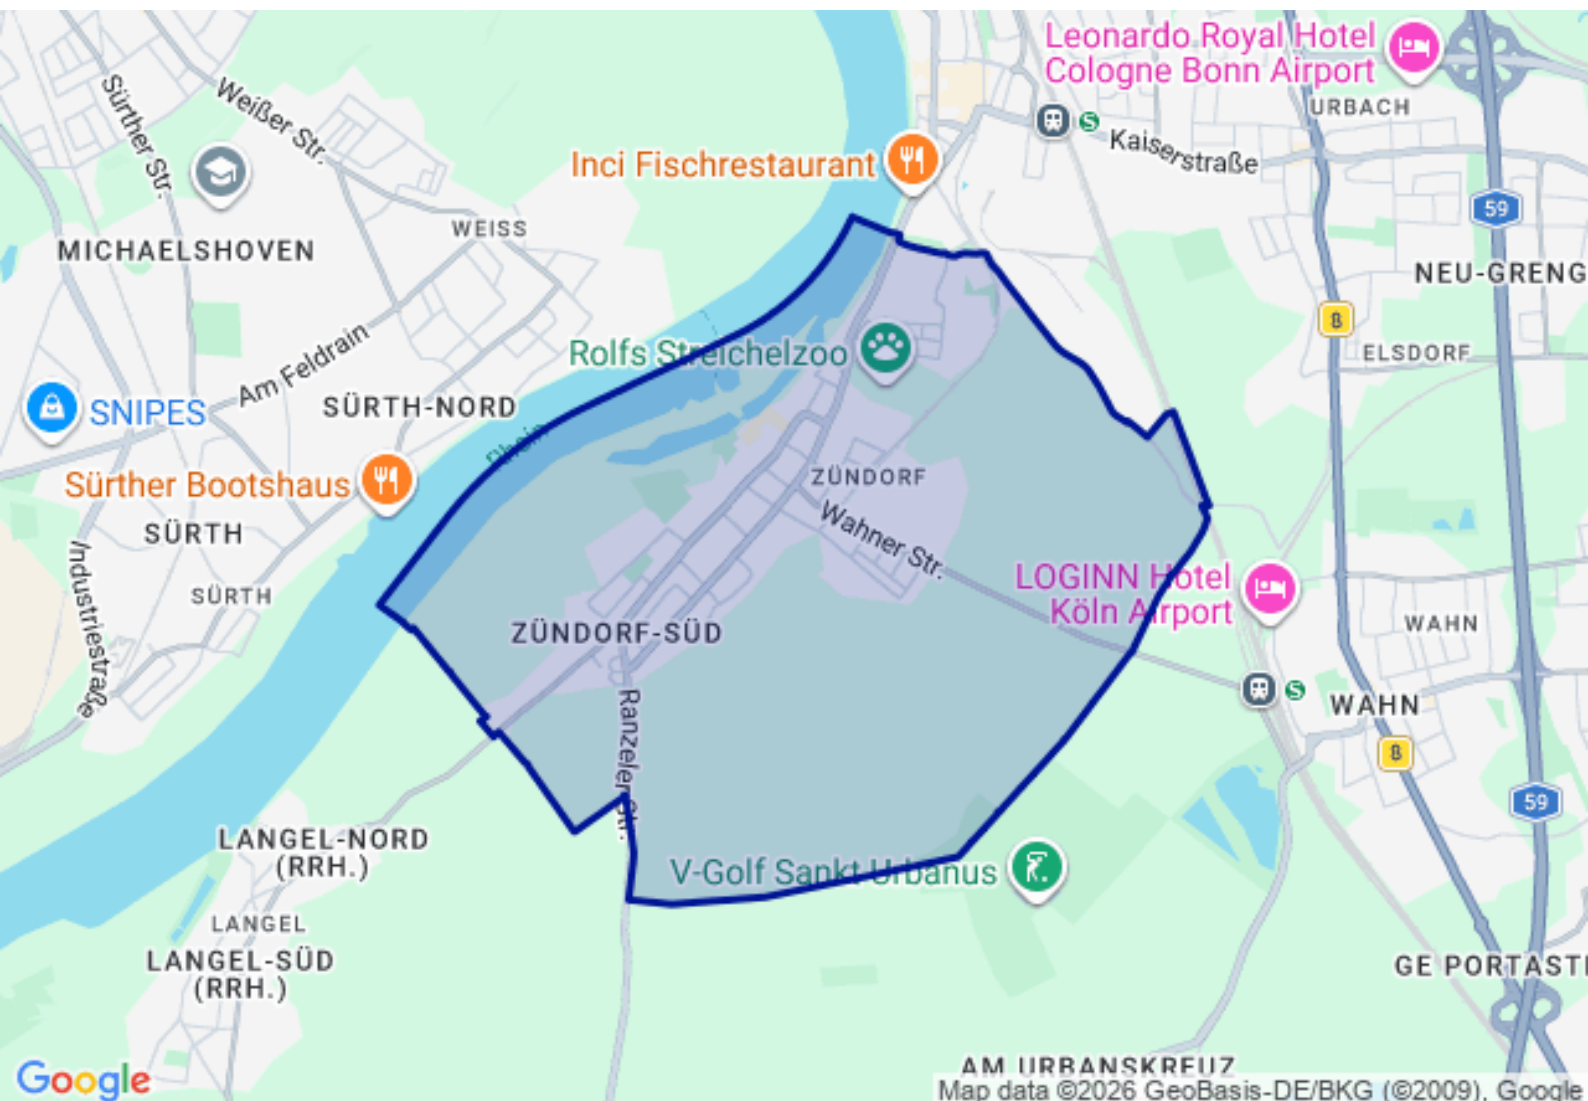 Leonardo Royal Hotel
Cologne Bonn Airport
URBACH
Sürther Str.
Weißer Str.
Kaiserstraße
Inci Fischrestaurant
59
WEISS
MICHAELSHOVEN
NEU-GRENG
8
Rolfs Streichelzoo
ELSDORF
Am Feldrain
SNIPES
SÜRTH-NORD
Rhein
Sürther Bootshaus
ZÜNDORF
SÜRTH
Wahner Str.
Industriestraße
SÜRTH
LOGINN Hotel
Köln Airport
ZÜNDORF-SÜD
WAHN
S
S
WAHN
Ranzeler Str.
8
59
LANGEL-NORD
(RRH.)
V-Golf Sankt Urbanus
LANGEL
LANGEL-SÜD
(RRH.)
GE PORTASTI
AM URBANSKREUZ
Google
Map data ©2026 GeoBasis-DE/BKG (©2009), Google